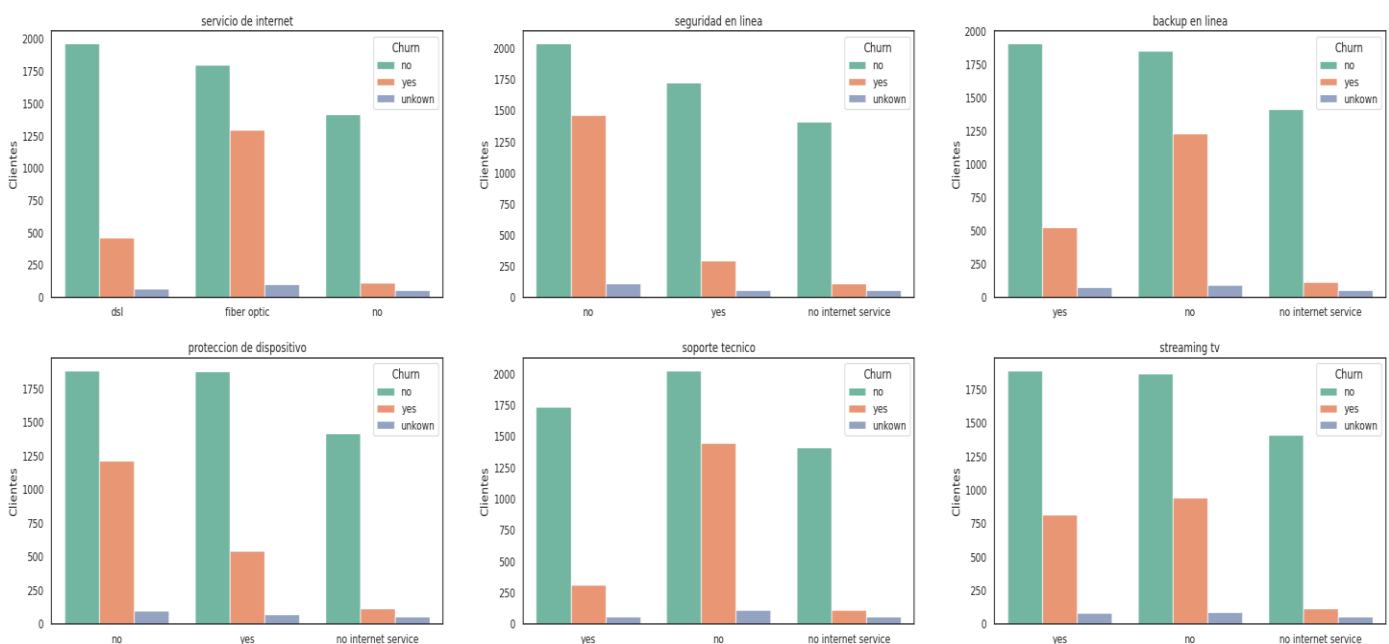 servicio de internet
Clientes
2000
1750
1500
1250
1000
750
500
250
0
dsl
fiber optic
no
Churn
no
yes
unkown
seguridad en linea
Clientes
2000
1750
1500
1250
1000
750
500
250
0
no
yes
no internet service
Churn
no
yes
unkown
backup en linea
Clientes
2000
1750
1500
1250
1000
750
500
250
0
yes
no
no internet service
Churn
no
yes
unkown
proteccion de dispositivo
Clientes
1750
1500
1250
1000
750
500
250
0
no
yes
no internet service
Churn
no
yes
unkown
soporte tecnico
Clientes
2000
1750
1500
1250
1000
750
500
250
0
yes
no
no internet service
Churn
no
yes
unkown
streaming tv
Clientes
1750
1500
1250
1000
750
500
250
0
yes
no
no internet service
Churn
no
yes
unkown